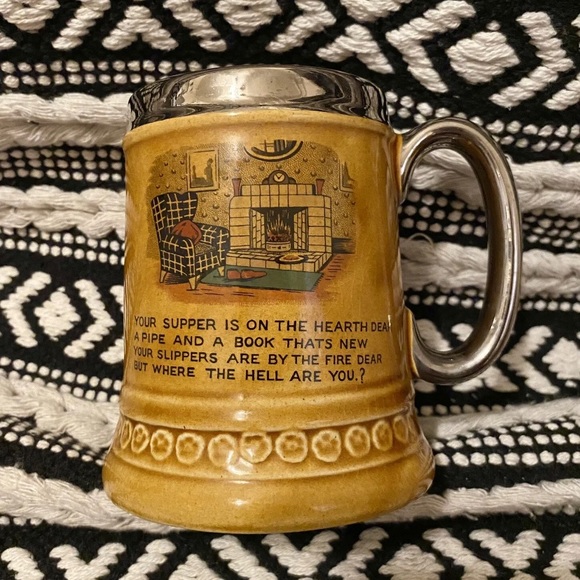 YOUR SUPPER IS ON THE HEARTH DEAR
A PIPE AND A BOOK THATS NEW
YOUR SLIPPERS ARE BY THE FIRE DEAR
BUT WHERE THE HELL ARE YOU.?